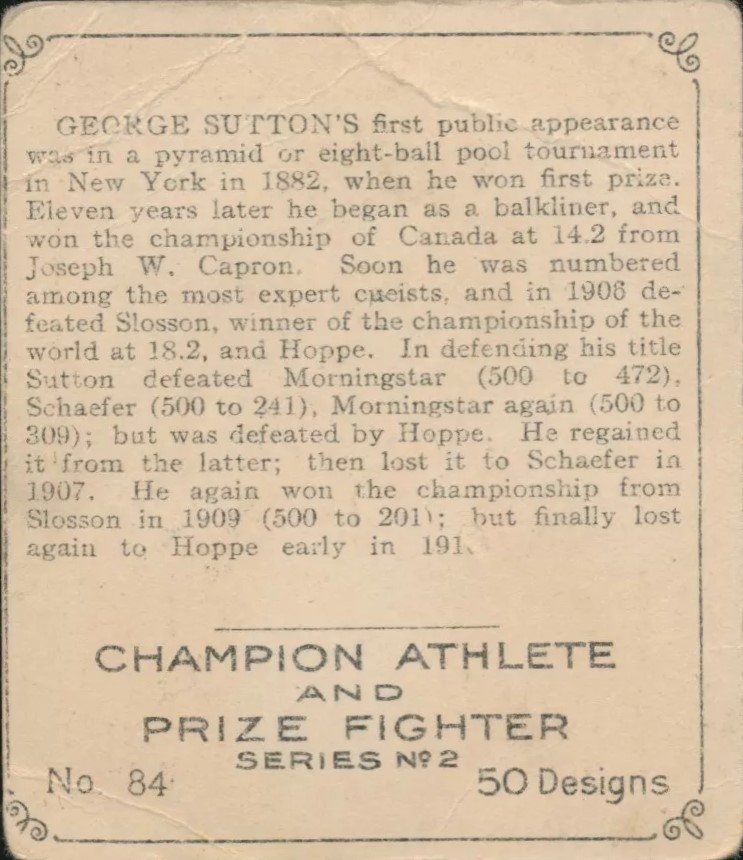 GEORGE SUTTON'S first public appearance
was in a pyramid or eight-ball pool tournament
in New York in 1882, when he won first prize.
Eleven years later he began as a balkliner, and
won the championship of Canada at 14.2 from
Joseph W. Capron. Soon he was numbered
among the most expert cueists, and in 1906 de-
feated Slosson, winner of the championship of the
world at 18.2, and Hoppe. In defending his title
Sutton defeated Morningstar (500 to 472),
Schaefer (500 to 241), Morningstar again (500 to
309); but was defeated by Hoppe. He regained
it from the latter; then lost it to Schaefer in
1907. He again won the championship from
Slosson in 1909 (500 to 201); but finally lost
again to Hoppe early in
CHAMPION ATHLETE
AND
PRIZE FIGHTER
SERIES Nº 2
No. 84
50 Designs